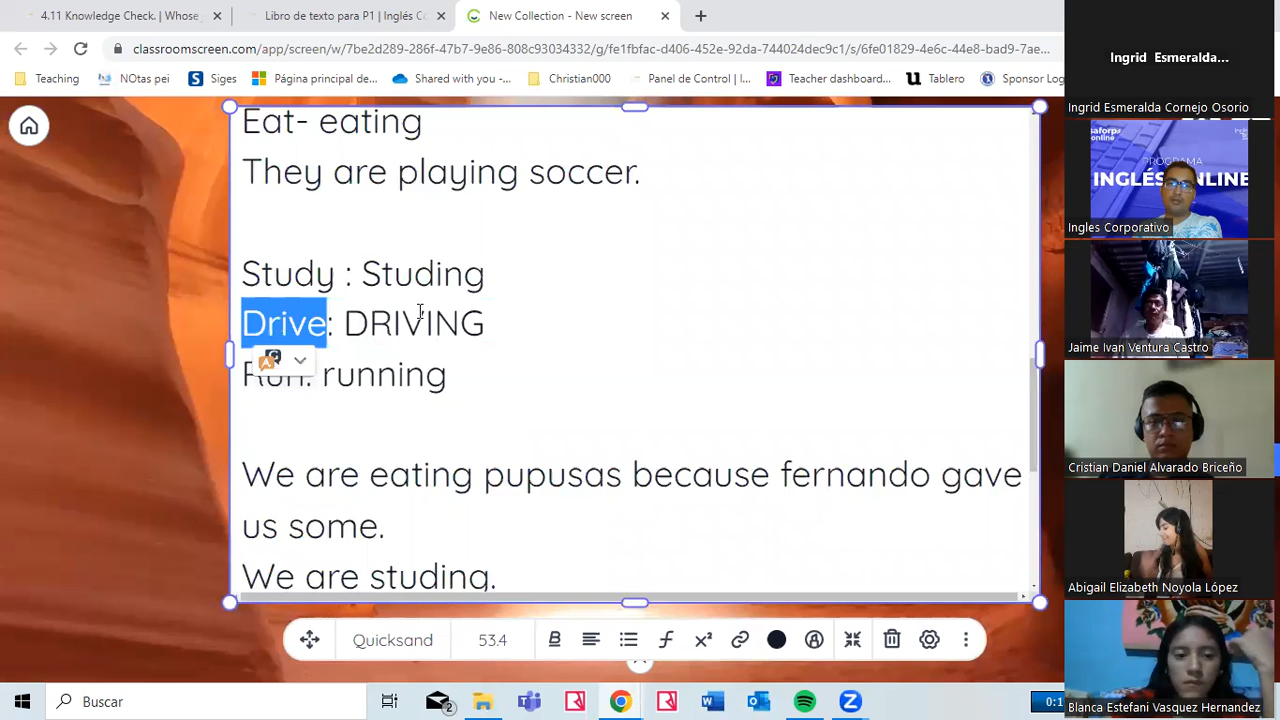 4.11 Knowledge Check. | Whose
Libro de texto para P1 | Inglés C
New Collection - New screen
classroomscreen.com/app/screen/w/7be2d289-286f-47b7-9e86-808c93034332/g/fe1fbfac-d406-452e-92da-744024dec9c1/s/6fe01829-4e6c-44e8-bad9-7ae...
Teaching
NOtas pei
Siges
Página principal de...
Shared with you -...
Christian000
Panel de Control | I...
Teacher dashboard...
Tablero
Sponsor Log
Eat- eating
They are playing soccer.
Study : Studing
Drive: DRIVING
Run: running
We are eating pupusas because fernando gave
us some.
We are studing.
Quicksand
53.4
Buscar
2
0:1
Ingrid Esmeralda...
Ingrid Esmeralda Cornejo Osorio
PROGRAMA
INGLÉS ONLINE
Ingles Corporativo
Jaime Ivan Ventura Castro
Cristian Daniel Alvarado Briceño
Abigail Elizabeth Noyola López
Blanca Estefani Vasquez Hernandez